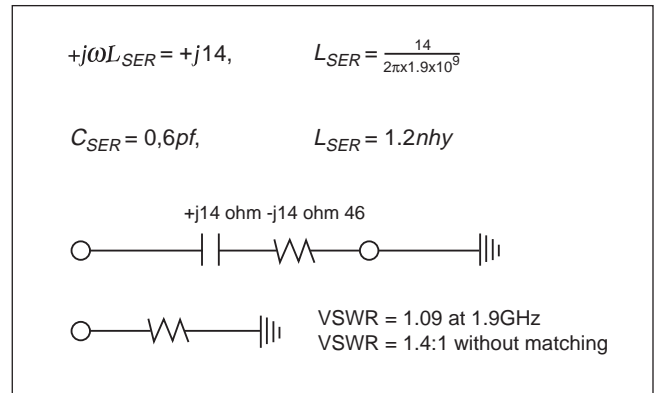 +jωL_SER = +j14, L_SER = 14 / 2πx1.9x10^9
C_SER = 0,6pf, L_SER = 1.2nhy
+j14 ohm -j14 ohm 46
VSWR = 1.09 at 1.9GHz
VSWR = 1.4:1 without matching